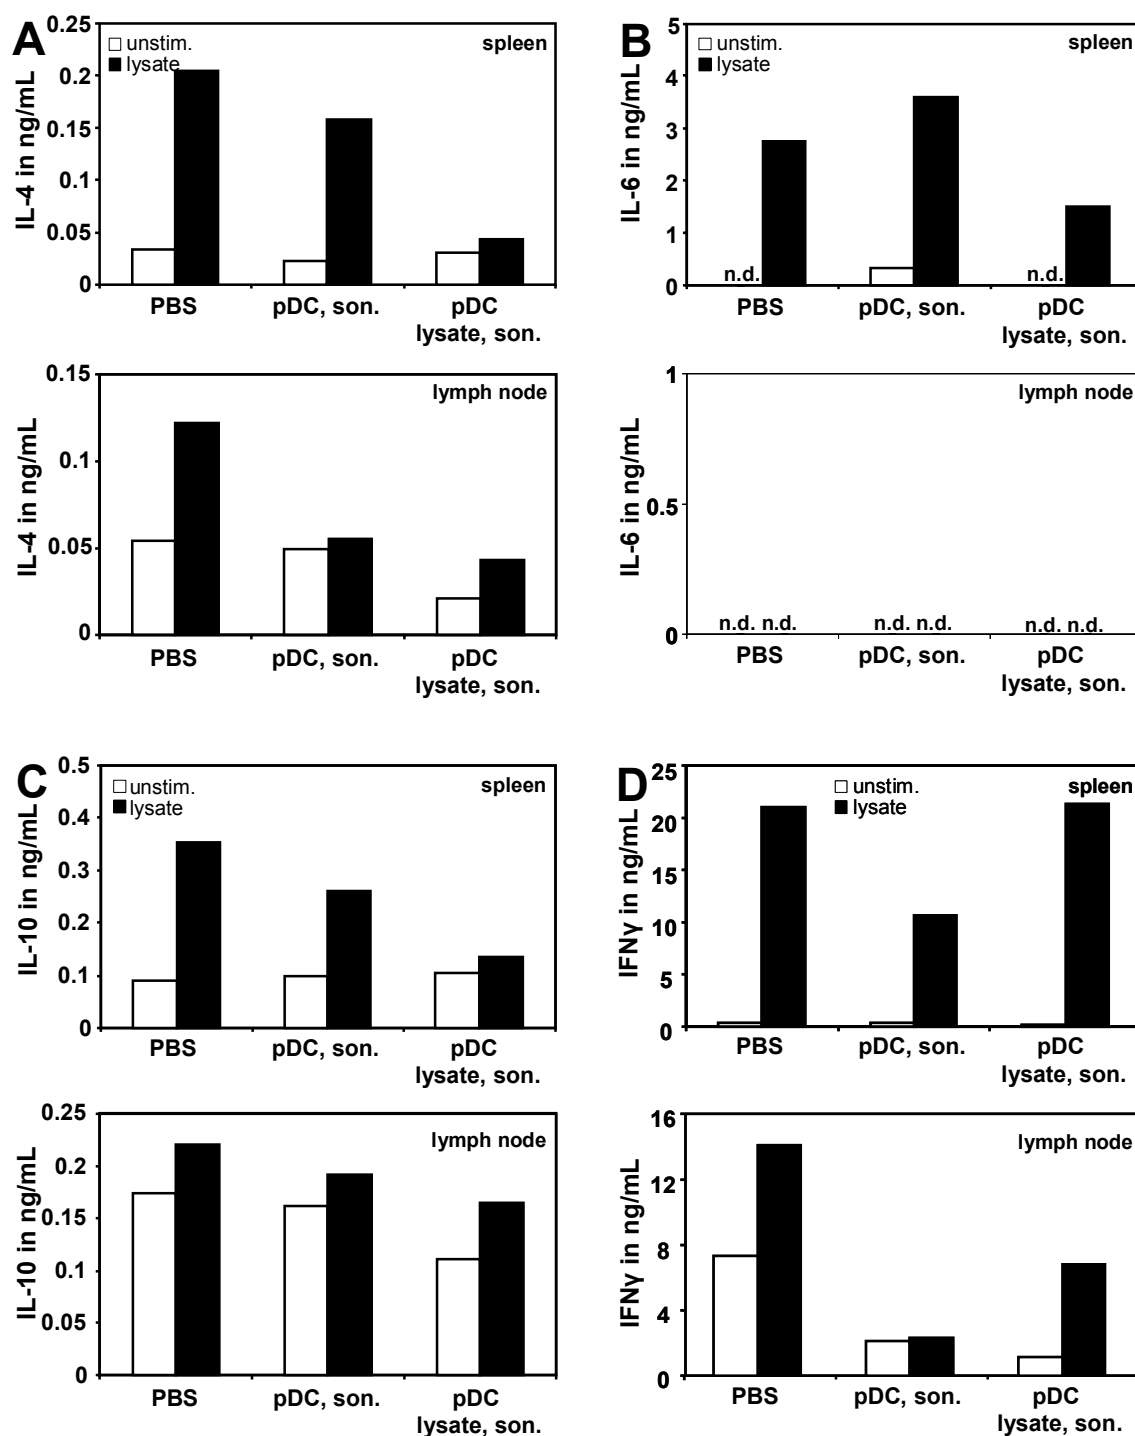 A
IL-4 in ng/mL
0.25
0.2
0.15
0.1
0.05
0
unstim.
lysate
spleen
PBS
pDC, son.
pDC
lysate, son.
IL-4 in ng/mL
0.15
0.1
0.05
0
lymph node
PBS
pDC, son.
pDC
lysate, son.
B
IL-6 in ng/mL
5
4
3
2
1
0
unstim.
lysate
spleen
n.d.
n.d.
PBS
pDC, son.
pDC
lysate, son.
IL-6 in ng/mL
1
0.5
0
lymph node
n.d. n.d.
n.d. n.d.
n.d. n.d.
PBS
pDC, son.
pDC
lysate, son.
C
IL-10 in ng/mL
0.5
0.4
0.3
0.2
0.1
0
unstim.
lysate
spleen
PBS
pDC, son.
pDC
lysate, son.
IL-10 in ng/mL
0.25
0.2
0.15
0.1
0.05
0
lymph node
PBS
pDC, son.
pDC
lysate, son.
D
IFNγ in ng/mL
25
20
15
10
5
0
unstim.
lysate
spleen
PBS
pDC, son.
pDC
lysate, son.
IFNγ in ng/mL
16
12
8
4
0
lymph node
PBS
pDC, son.
pDC
lysate, son.